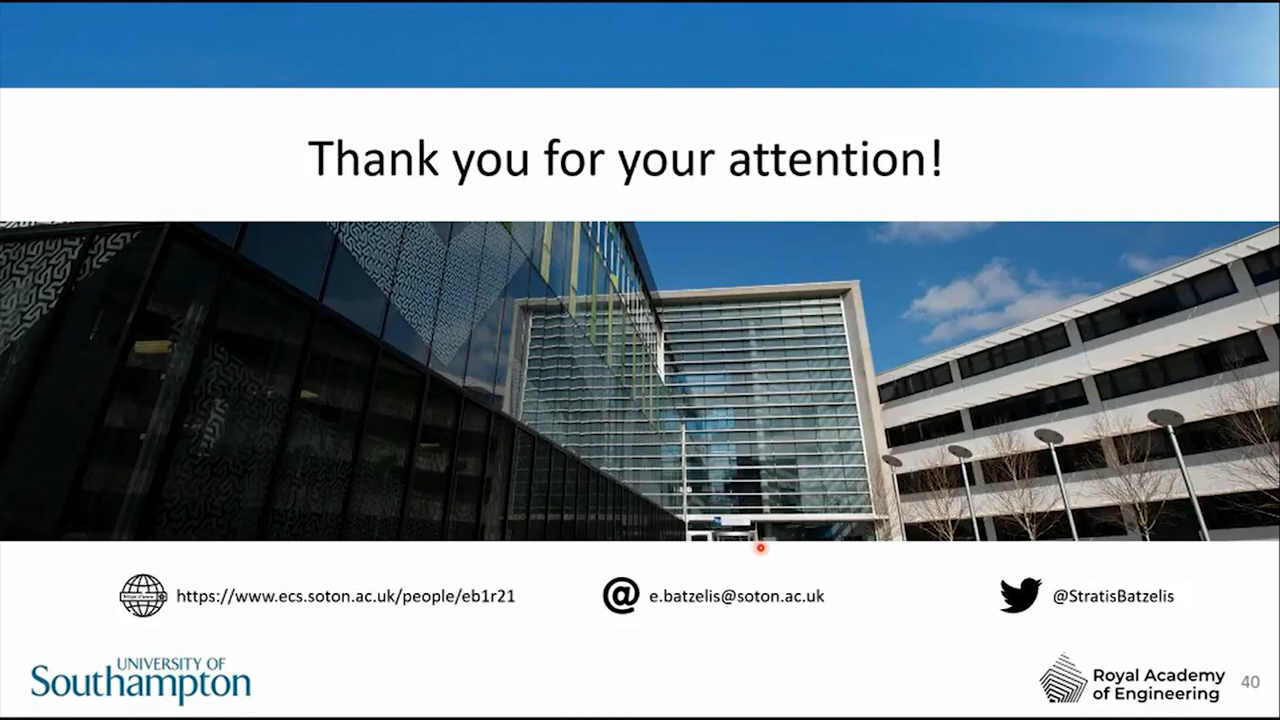 Thank you for your attention!
https://www.ecs.soton.ac.uk/people/eb1r21
e.batzelis@soton.ac.uk
@StratisBatzelis
UNIVERSITY OF
Southampton
Royal Academy
of Engineering
40